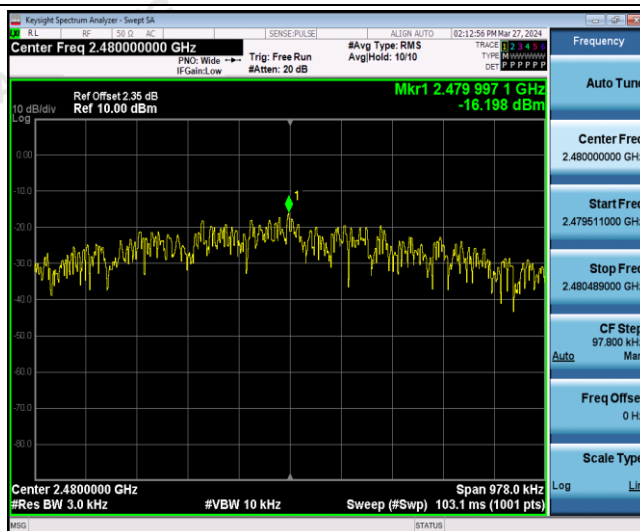 Keysight Spectrum Analyzer - Swept SA
RL RF 50 Ω AC SENSE:PULSE ALIGN AUTO 02:12:56 PM Mar 27, 2024
Center Freq 2.480000000 GHz
PNO: Wide
IFGain:Low
Trig: Free Run
#Atten: 20 dB
#Avg Type: RMS
Avg|Hold: 10/10
TRACE 1 2 3 4 5 6
TYPE M W W W W W
DET P P P P P P
Ref Offset 2.35 dB
Ref 10.00 dBm
10 dB/div
Log
Mkr1 2.479 997 1 GHz
-16.198 dBm
1
0.00
-10.0
-20.0
-30.0
-40.0
-50.0
-60.0
-70.0
-80.0
Center 2.4800000 GHz
Span 978.0 kHz
#Res BW 3.0 kHz
#VBW 10 kHz
Sweep (#Swp) 103.1 ms (1001 pts)
MSG
STATUS
Frequency
Auto Tune
Center Freq
2.480000000 GHz
Start Freq
2.479511000 GHz
Stop Freq
2.480489000 GHz
CF Step
97.800 kHz
Auto Man
Freq Offset
0 Hz
Scale Type
Log Lin